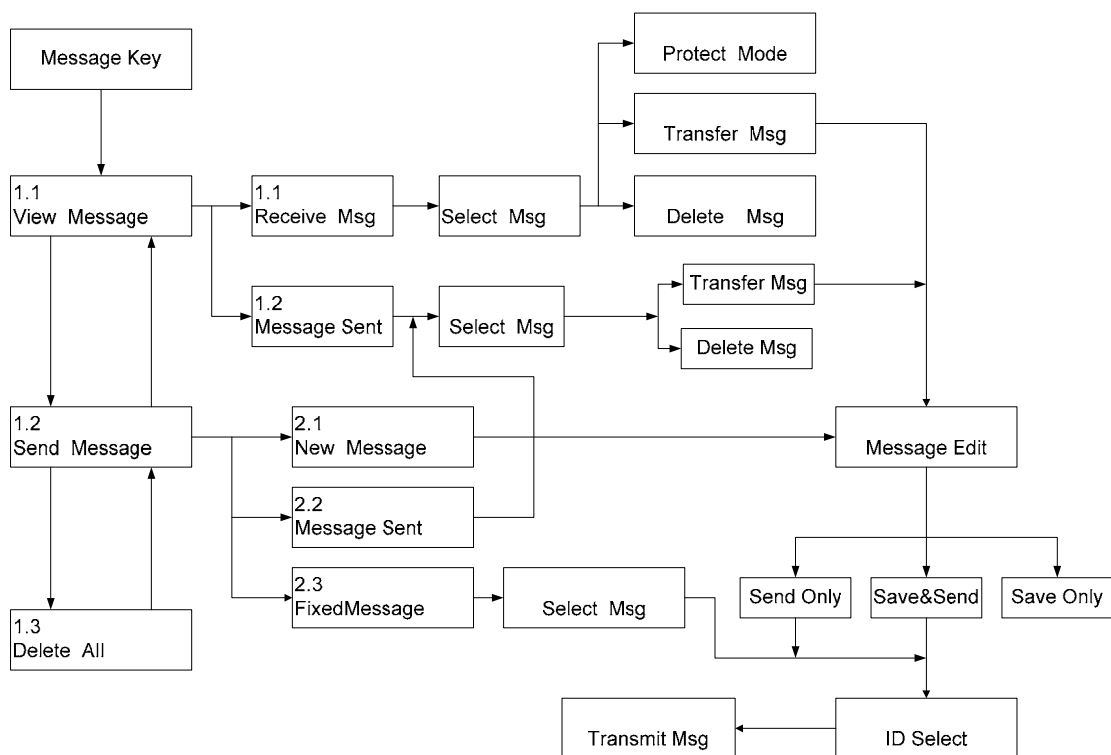 Message Key
Protect Mode
Transfer Msg
1.1
View Message
1.1
Receive Msg
Select Msg
Delete Msg
1.2
Message Sent
Select Msg
Transfer Msg
Delete Msg
1.2
Send Message
2.1
New Message
Message Edit
2.2
Message Sent
2.3
FixedMessage
Select Msg
Send Only
Save&Send
Save Only
1.3
Delete All
Transmit Msg
ID Select